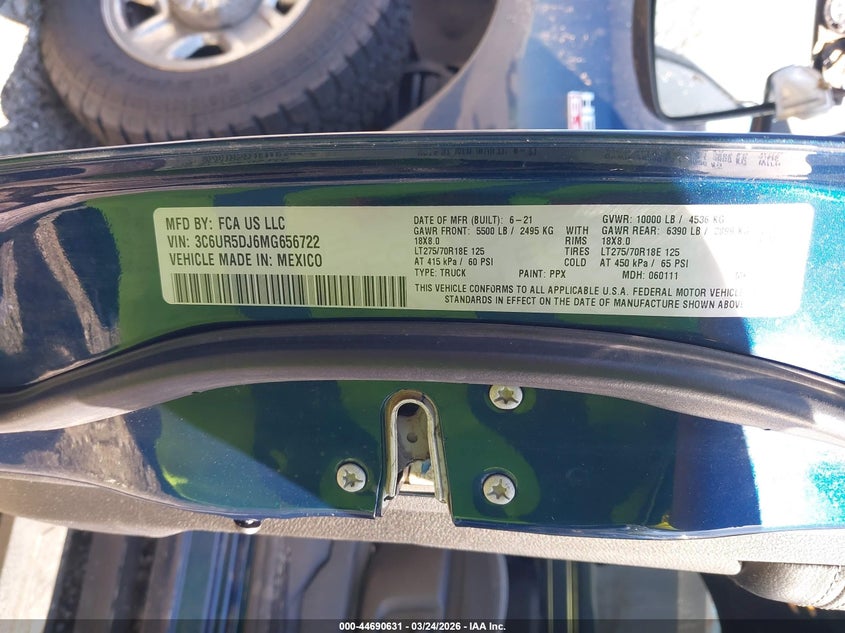 MFD BY: FCA US LLC
VIN: 3C6UR5DJ6MG656722
VEHICLE MADE IN: MEXICO
DATE OF MFR (BUILT): 6-21 GVWR: 10000 LB / 4536 KG
GAWR FRONT: 5500 LB / 2495 KG WITH GAWR REAR: 6390 LB /
18X8.0 RIMS 18X8.0
LT275/70R18E 125 TIRES LT275/70R18E 125
AT 415 kPa / 60 PSI COLD AT 450 kPa / 65 PSI
TYPE: TRUCK PAINT: PPX MDH: 060111
THIS VEHICLE CONFORMS TO ALL APPLICABLE U.S.A. FEDERAL MOTOR VEHIC
STANDARDS IN EFFECT ON THE DATE OF MANUFACTURE SHOWN ABOVE
000-44690631 - 03/24/2026 - IAA Inc.